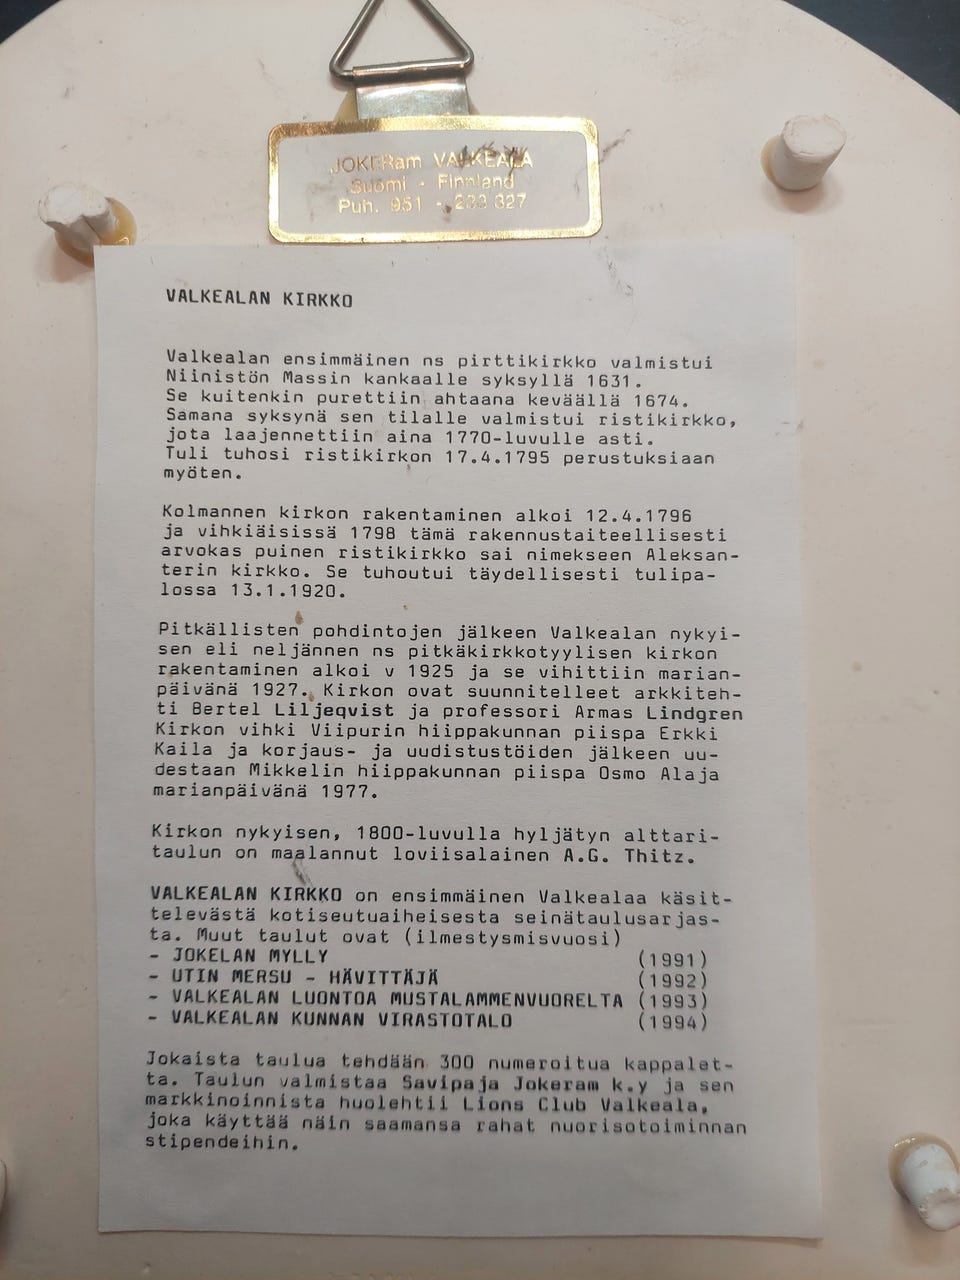 JOKERam VALKEALA
Suomi - Finnland
Puh. 951 - 233 327
VALKEALAN KIRKKO
Valkealan ensimmäinen ns pirttikirkko valmistui
Niinistön Massin kankaalle syksyllä 1631.
Se kuitenkin purettiin ahtaana keväällä 1674.
Samana syksynä sen tilalle valmistui ristikirkko,
jota laajennettiin aina 1770-luvulle asti.
Tuli tuhosi ristikirkon 17.4.1795 perustuksiaan
myöten.
Kolmannen kirkon rakentaminen alkoi 12.4.1796
ja vihkiäisissä 1798 tämä rakennustaiteellisesti
arvokas puinen ristikirkko sai nimekseen Aleksan-
terin kirkko. Se tuhoutui täydellisesti tulipa-
lossa 13.1.1920.
Pitkällisten pohdintojen jälkeen Valkealan nykyi-
sen eli neljännen ns pitkäkirkkotyylisen kirkon
rakentaminen alkoi v 1925 ja se vihittiin marian-
päivänä 1927. Kirkon ovat suunnitelleet arkkiteh-
ti Bertel Liljeqvist ja professori Armas Lindgren
Kirkon vihki Viipurin hiippakunnan piispa Erkki
Kaila ja korjaus- ja uudistustöiden jälkeen uu-
destaan Mikkelin hiippakunnan piispa Osmo Alaja
marianpäivänä 1977.
Kirkon nykyisen, 1800-luvulla hyljätyn alttari-
taulun on maalannut loviisalainen A.G. Thitz.
VALKEALAN KIRKKO on ensimmäinen Valkealaa käsit-
televästä kotiseutuaiheisesta seinätaulusarjas-
ta. Muut taulut ovat (ilmestysmisvuosi)
- JOKELAN MYLLY (1991)
- UTIN MERSU - HÄVITTÄJÄ (1992)
- VALKEALAN LUONTOA MUSTALAMMENVUORELTA (1993)
- VALKEALAN KUNNAN VIRASTOTALO (1994)
Jokaista taulua tehdään 300 numeroitua kappalet-
ta. Taulun valmistaa Savipaja Jokeram k.y ja sen
markkinoinnista huolehtii Lions Club Valkeala,
joka käyttää näin saamansa rahat nuorisotoiminnan
stipendeihin.